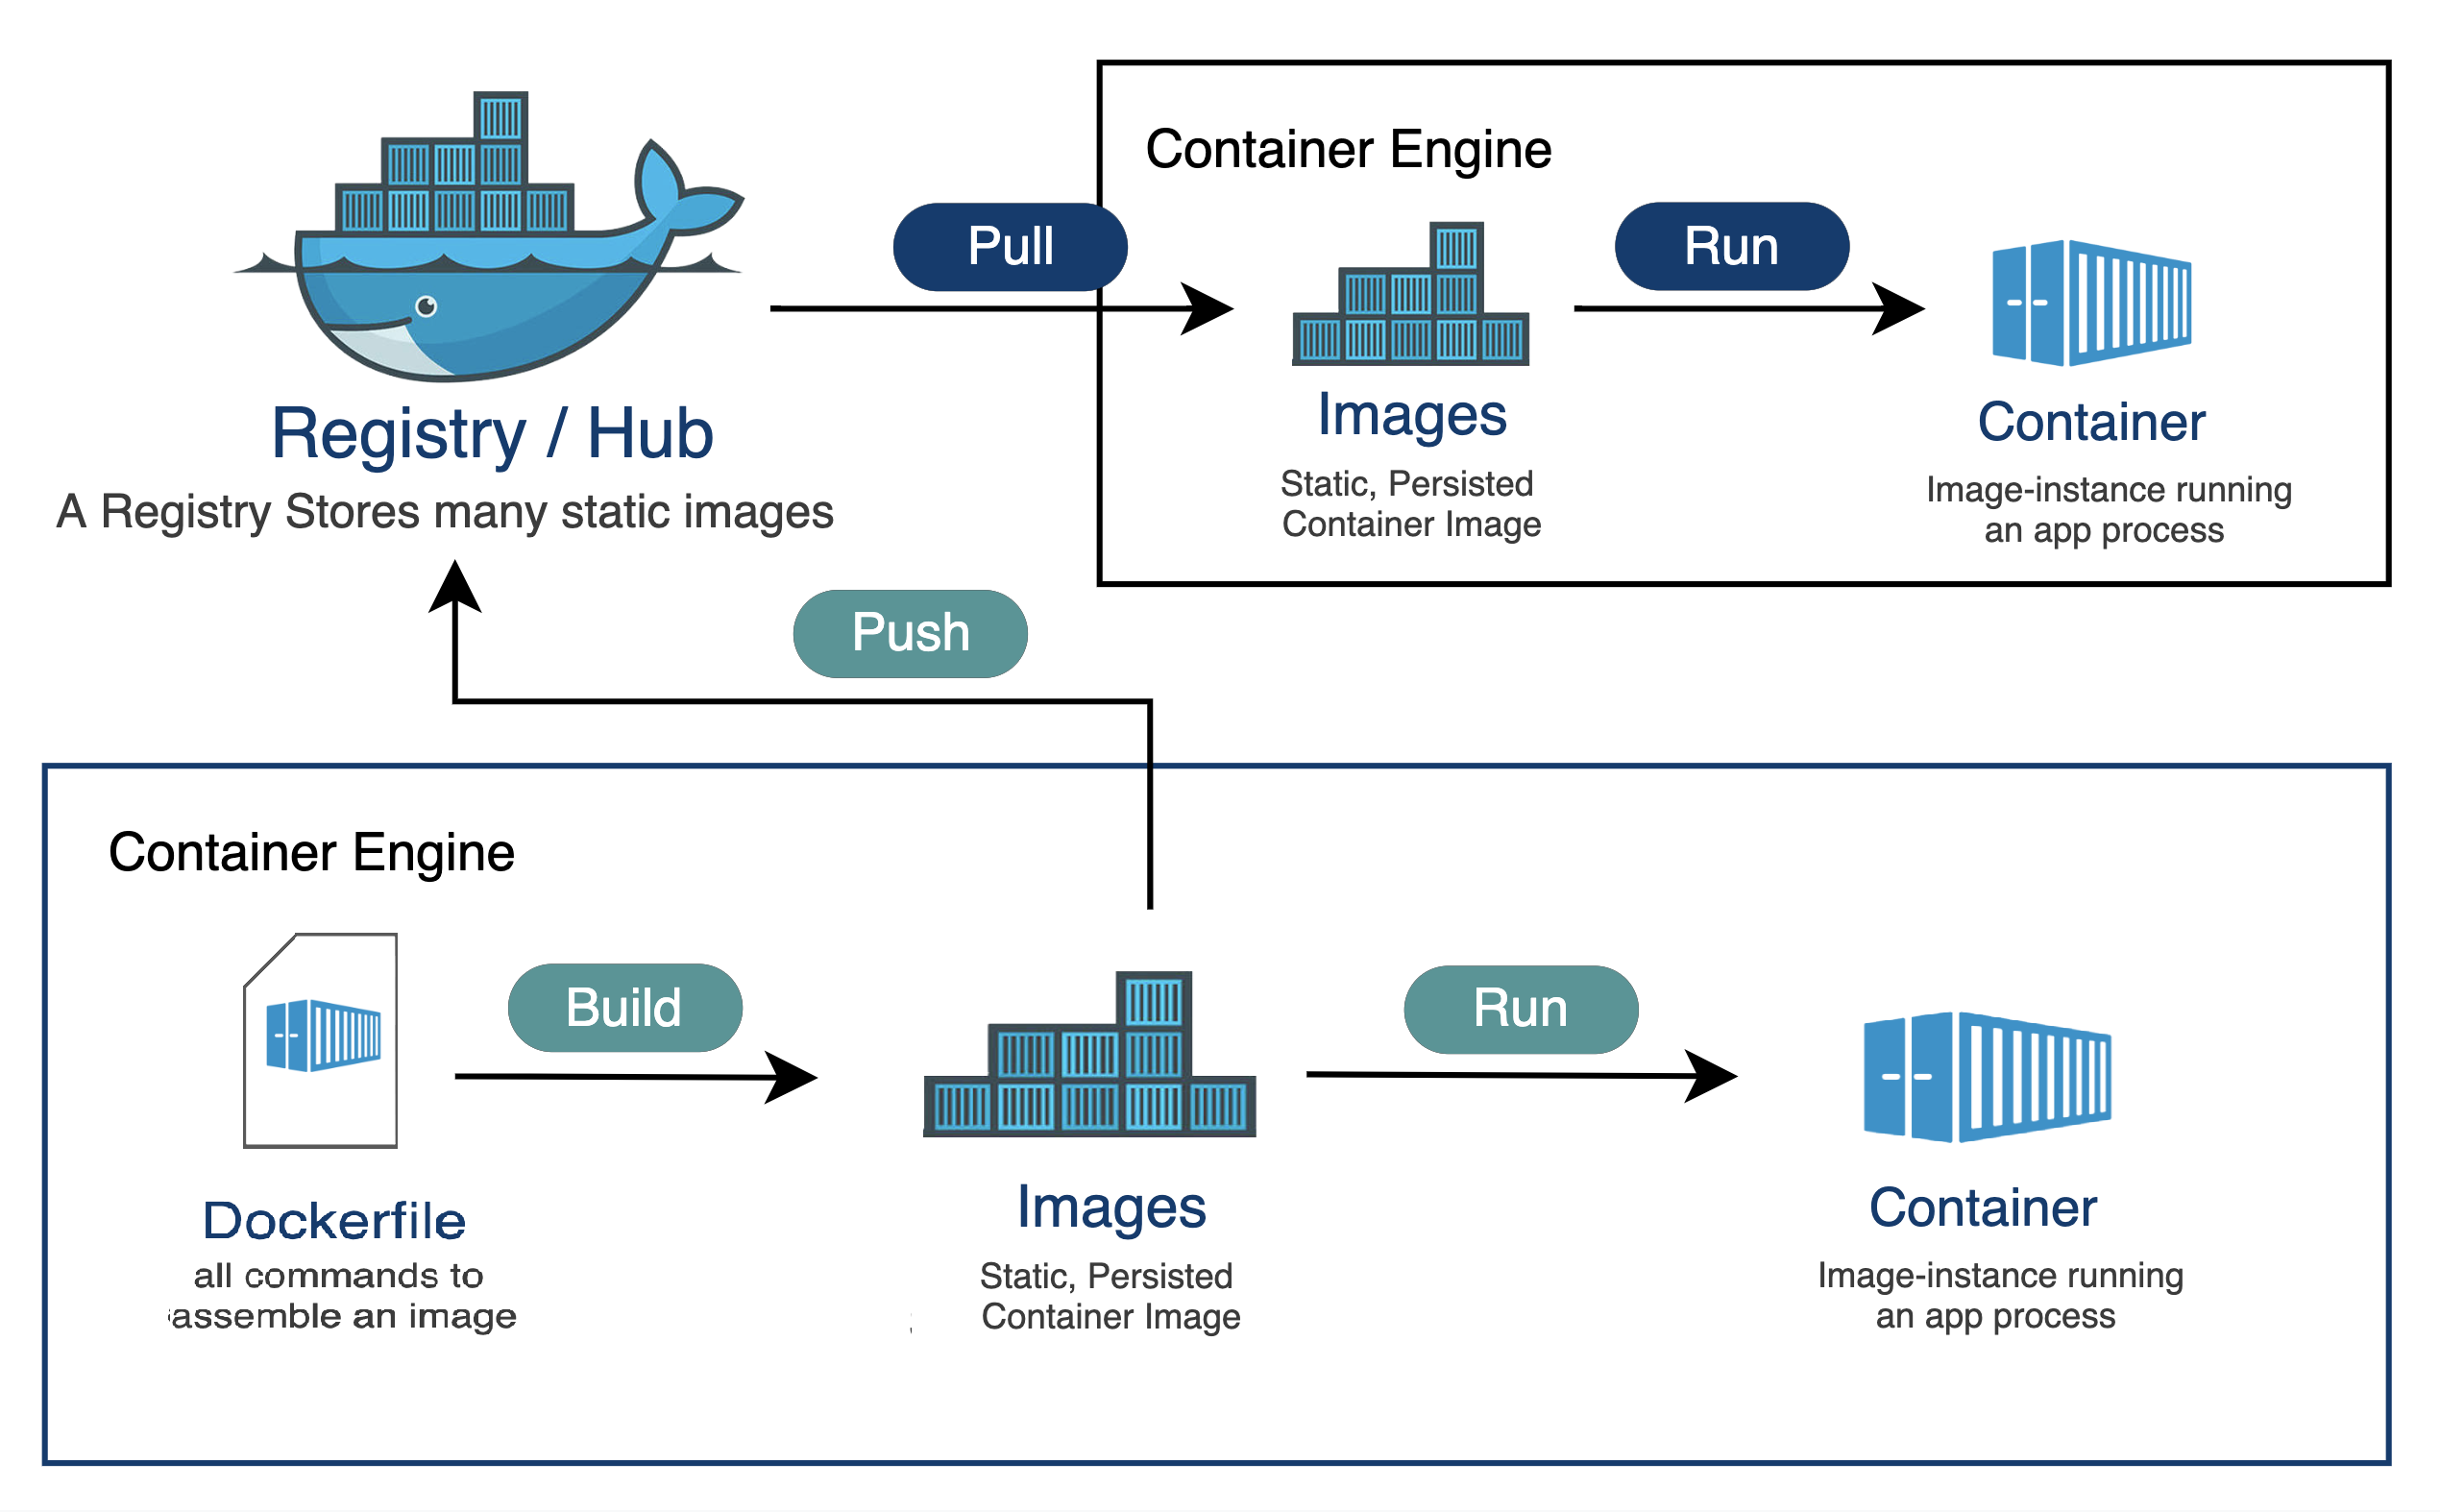 Container Engine
Pull
Run
Registry / Hub
A Registry Stores many static images
Images
Static, Persisted
Container Image
Container
Image-instance running
an app process
Push
Container Engine
Build
Run
Dockerfile
all commands to
assemble an image
Images
Static, Persisted
Container Image
Container
Image-instance running
an app process